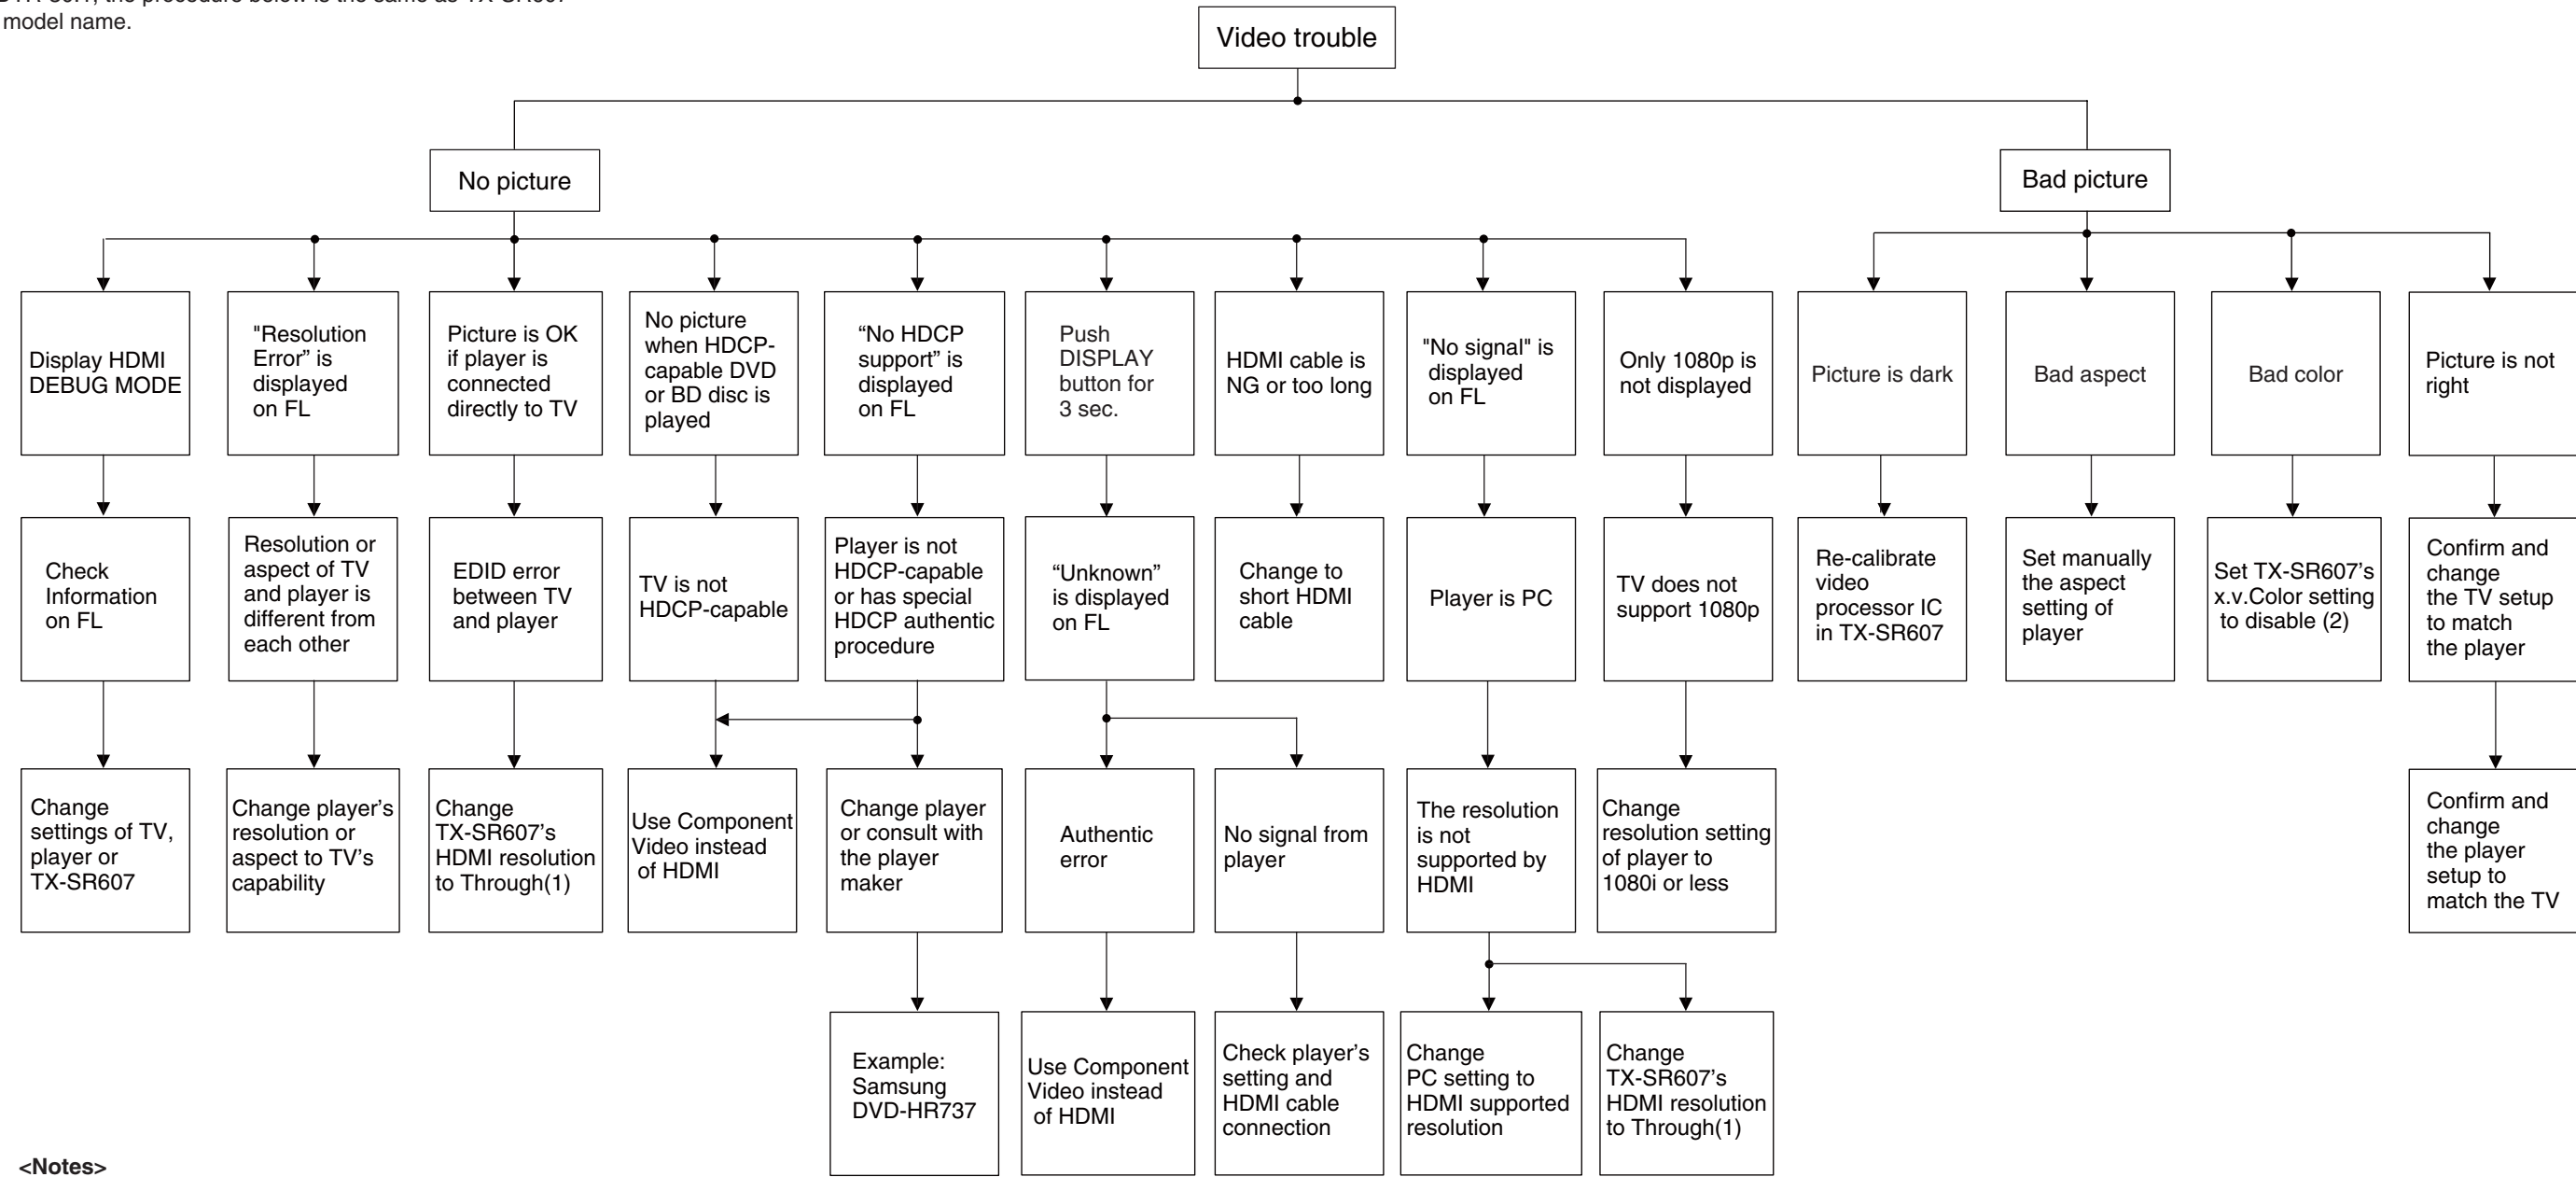 model name.
Video trouble
No picture
Bad picture
Display HDMI
DEBUG MODE
"Resolution
Error” is
displayed
on FL
Picture is OK
if player is
connected
directly to TV
No picture
when HDCP-
capable DVD
or BD disc is
played
“No HDCP
support” is
displayed
on FL
Push
DISPLAY
button for
3 sec.
HDMI cable is
NG or too long
"No signal" is
displayed
on FL
Only 1080p is
not displayed
Picture is dark
Bad aspect
Bad color
Picture is not
right
Check
Information
on FL
Resolution or
aspect of TV
and player is
different from
each other
EDID error
between TV
and player
TV is not
HDCP-capable
Player is not
HDCP-capable
or has special
HDCP authentic
procedure
“Unknown”
is displayed
on FL
Change to
short HDMI
cable
Player is PC
TV does not
support 1080p
Re-calibrate
video
processor IC
in TX-SR607
Set manually
the aspect
setting of
player
Set TX-SR607’s
x.v.Color setting
to disable (2)
Confirm and
change
the TV setup
to match
the player
Change
settings of TV,
player or
TX-SR607
Change player’s
resolution or
aspect to TV’s
capability
Change
TX-SR607’s
HDMI resolution
to Through(1)
Use Component
Video instead
of HDMI
Change player
or consult with
the player
maker
Authentic
error
No signal from
player
The resolution
is not
supported by
HDMI
Change
resolution setting
of player to
1080i or less
Confirm and
change
the player
setup to
match the TV
Example:
Samsung
DVD-HR737
Use Component
Video instead
of HDMI
Check player’s
setting and
HDMI cable
connection
Change
PC setting to
HDMI supported
resolution
Change
TX-SR607’s
HDMI resolution
to Through(1)
<Notes>